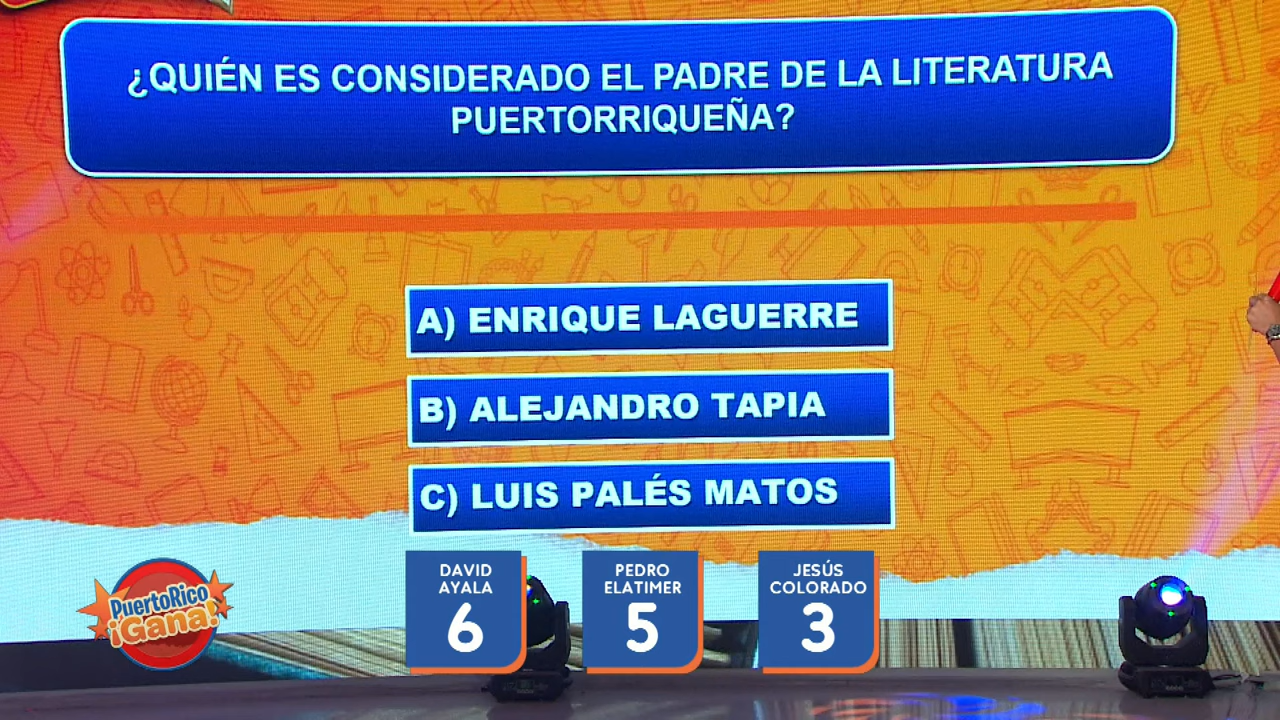 ¿QUIÉN ES CONSIDERADO EL PADRE DE LA LITERATURA
PUERTORRIQUEÑA?
A) ENRIQUE LAGUERRE
B) ALEJANDRO TAPIA
C) LUIS PALÉS MATOS
DAVID
AYALA
6
PEDRO
ELATIMER
5
JESÚS
COLORADO
3
PuertoRico
¡Gana!